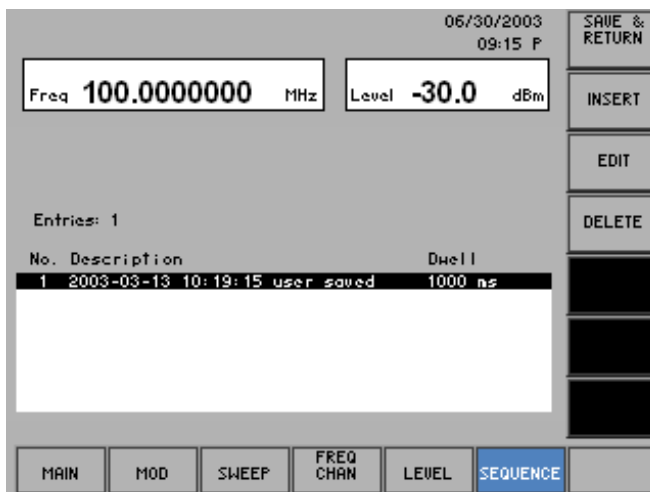 06/30/2003
09:15 P
Freq 100.0000000 MHz
Level -30.0 dBm
Entries: 1
No. Description Dwell
1 2003-03-13 10:19:15 user saved 1000 ms
SAVE &
RETURN
INSERT
EDIT
DELETE
MAIN
MOD
SWEEP
FREQ
CHAN
LEVEL
SEQUENCE